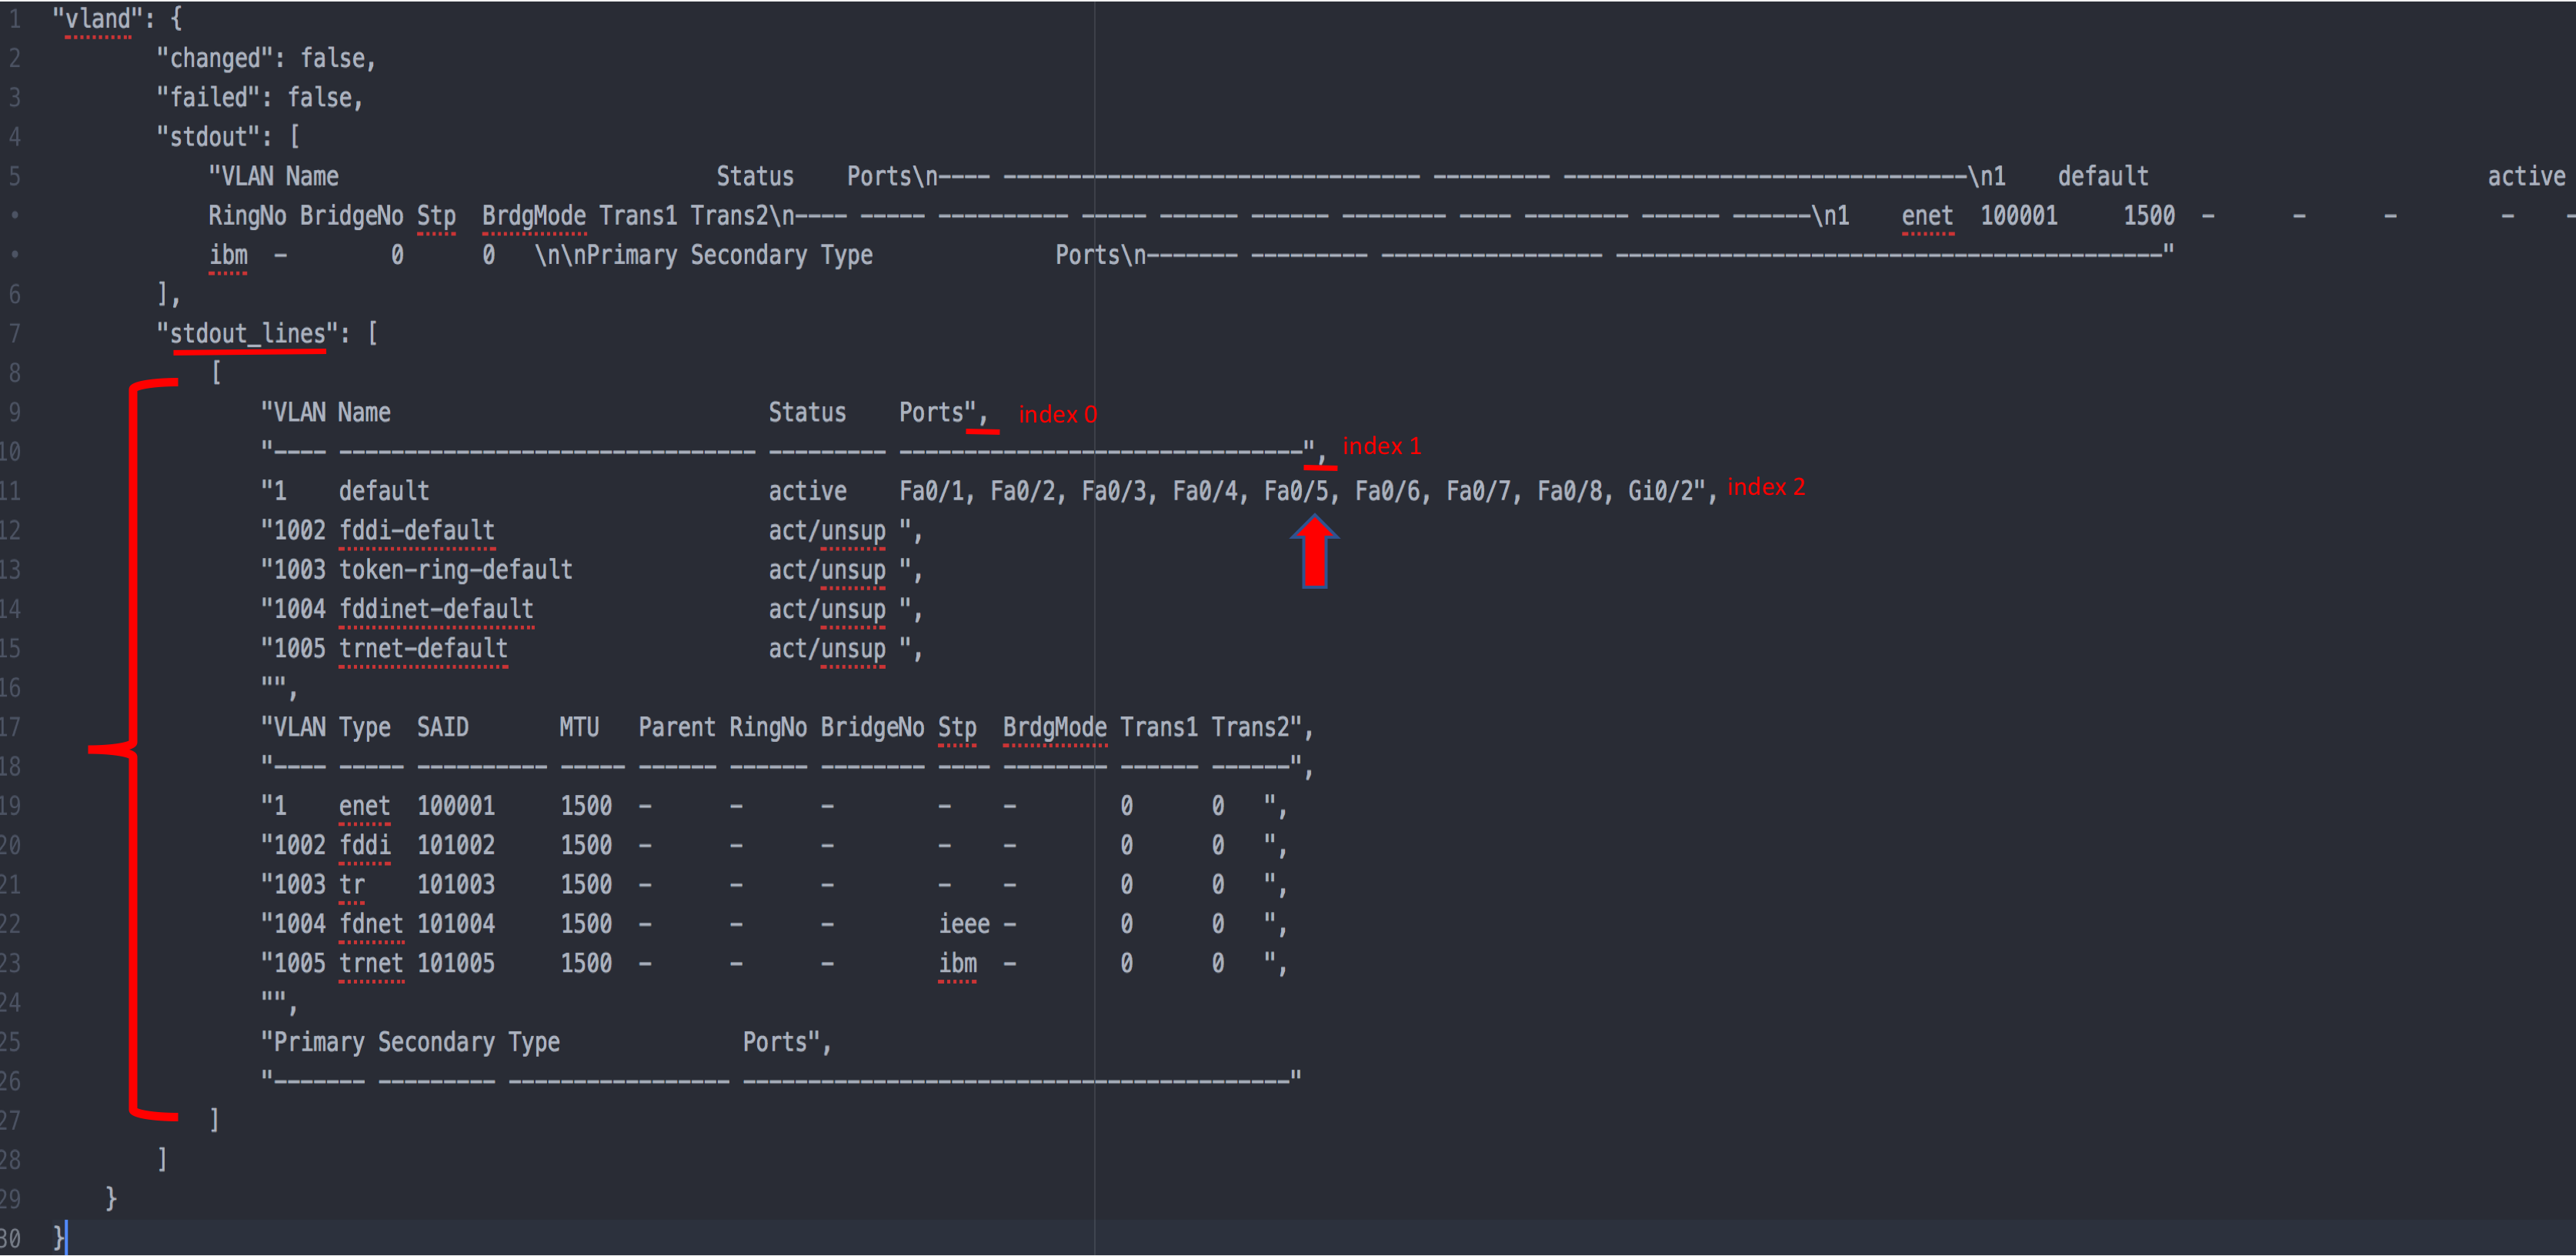 1 "vland": {
2 "changed": false,
3 "failed": false,
4 "stdout": [
5 "VLAN Name                             Status    Ports\n---- -------------------------------- --------- -------------------------------\n1    default                          active
• RingNo BridgeNo Stp  BrdgMode Trans1 Trans2\n---- ----- ---------- ----- ------ ------ -------- ---- -------- ------ ------\n1    enet  100001     1500  -      -      -        -    -
• ibm  -        0      0   \n\nPrimary Secondary Type              Ports\n------- --------- ----------------- ------------------------------------------"
6 ],
7 "stdout_lines": [
8 [
9 "VLAN Name                             Status    Ports", index 0
10 "---- -------------------------------- --------- -------------------------------", index 1
11 "1    default                          active    Fa0/1, Fa0/2, Fa0/3, Fa0/4, Fa0/5, Fa0/6, Fa0/7, Fa0/8, Gi0/2", index 2
12 "1002 fddi-default                     act/unsup ",
13 "1003 token-ring-default               act/unsup ",
14 "1004 fddinet-default                  act/unsup ",
15 "1005 trnet-default                    act/unsup ",
16 "",
17 "VLAN Type  SAID       MTU   Parent RingNo BridgeNo Stp  BrdgMode Trans1 Trans2",
18 "---- ----- ---------- ----- ------ ------ -------- ---- -------- ------ ------",
19 "1    enet  100001     1500  -      -      -        -    -        0      0   ",
20 "1002 fddi  101002     1500  -      -      -        -    -        0      0   ",
21 "1003 tr    101003     1500  -      -      -        -    -        0      0   ",
22 "1004 fdnet 101004     1500  -      -      -        ieee -        0      0   ",
23 "1005 trnet 101005     1500  -      -      -        ibm  -        0      0   ",
24 "",
25 "Primary Secondary Type              Ports",
26 "------- --------- ----------------- ------------------------------------------"
27 ]
28 ]
29 }
30 }